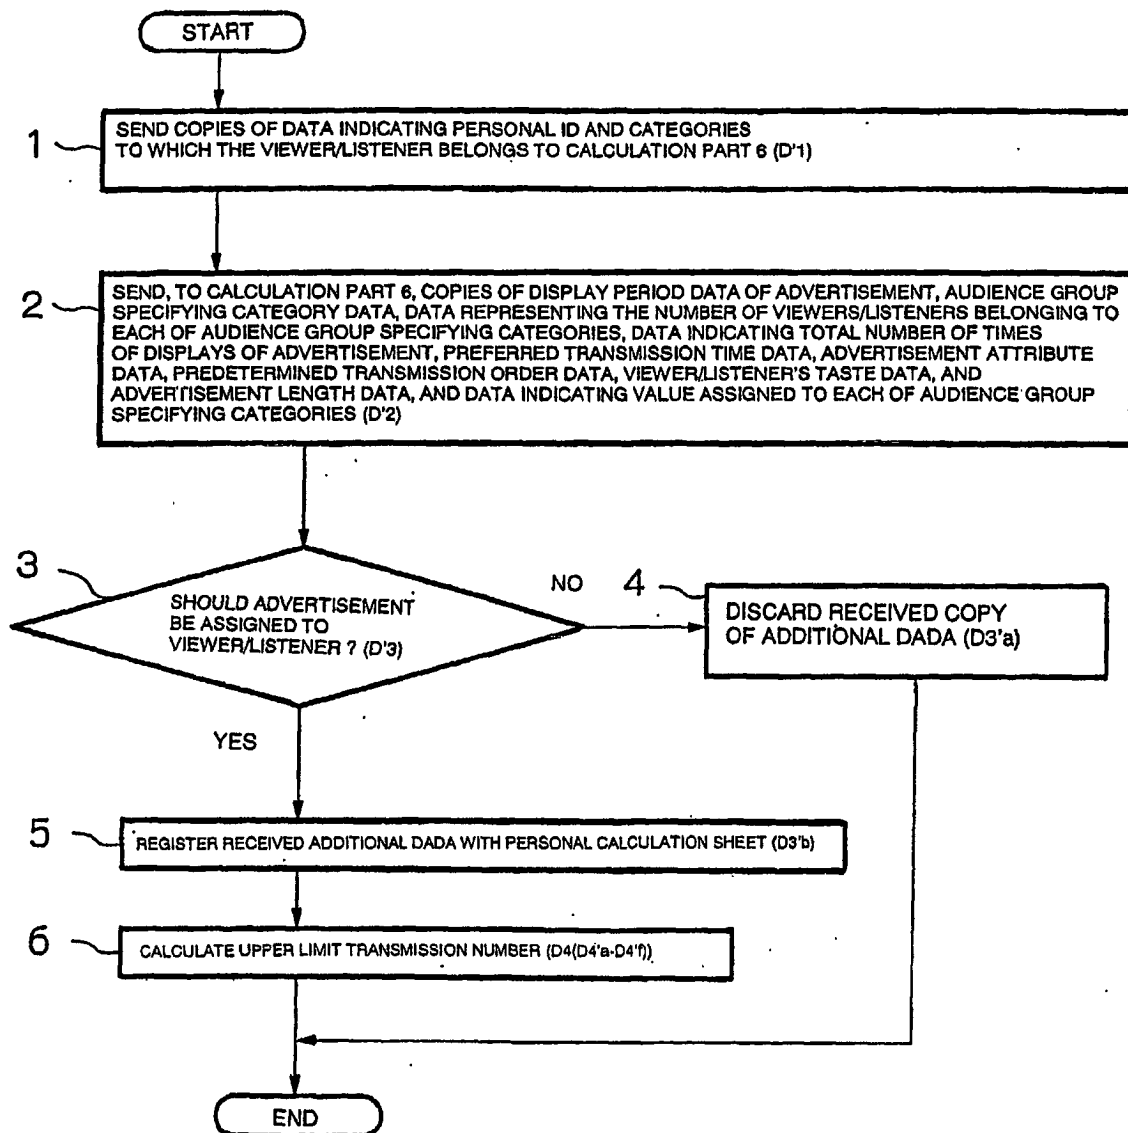 START
1
SEND COPIES OF DATA INDICATING PERSONAL ID AND CATEGORIES
TO WHICH THE VIEWER/LISTENER BELONGS TO CALCULATION PART 6 (D'1)
2
SEND, TO CALCULATION PART 6, COPIES OF DISPLAY PERIOD DATA OF ADVERTISEMENT, AUDIENCE GROUP
SPECIFYING CATEGORY DATA, DATA REPRESENTING THE NUMBER OF VIEWERS/LISTENERS BELONGING TO
EACH OF AUDIENCE GROUP SPECIFYING CATEGORIES, DATA INDICATING TOTAL NUMBER OF TIMES
OF DISPLAYS OF ADVERTISEMENT, PREFERRED TRANSMISSION TIME DATA, ADVERTISEMENT ATTRIBUTE
DATA, PREDETERMINED TRANSMISSION ORDER DATA, VIEWER/LISTENER'S TASTE DATA, AND
ADVERTISEMENT LENGTH DATA, AND DATA INDICATING VALUE ASSIGNED TO EACH OF AUDIENCE GROUP
SPECIFYING CATEGORIES (D'2)
3
SHOULD ADVERTISEMENT
BE ASSIGNED TO
VIEWER/LISTENER ? (D'3)
NO
4
DISCARD RECEIVED COPY
OF ADDITIONAL DADA (D3'a)
YES
5
REGISTER RECEIVED ADDITIONAL DADA WITH PERSONAL CALCULATION SHEET (D3'b)
6
CALCULATE UPPER LIMIT TRANSMISSION NUMBER (D4(D4'a-D4'f))
END